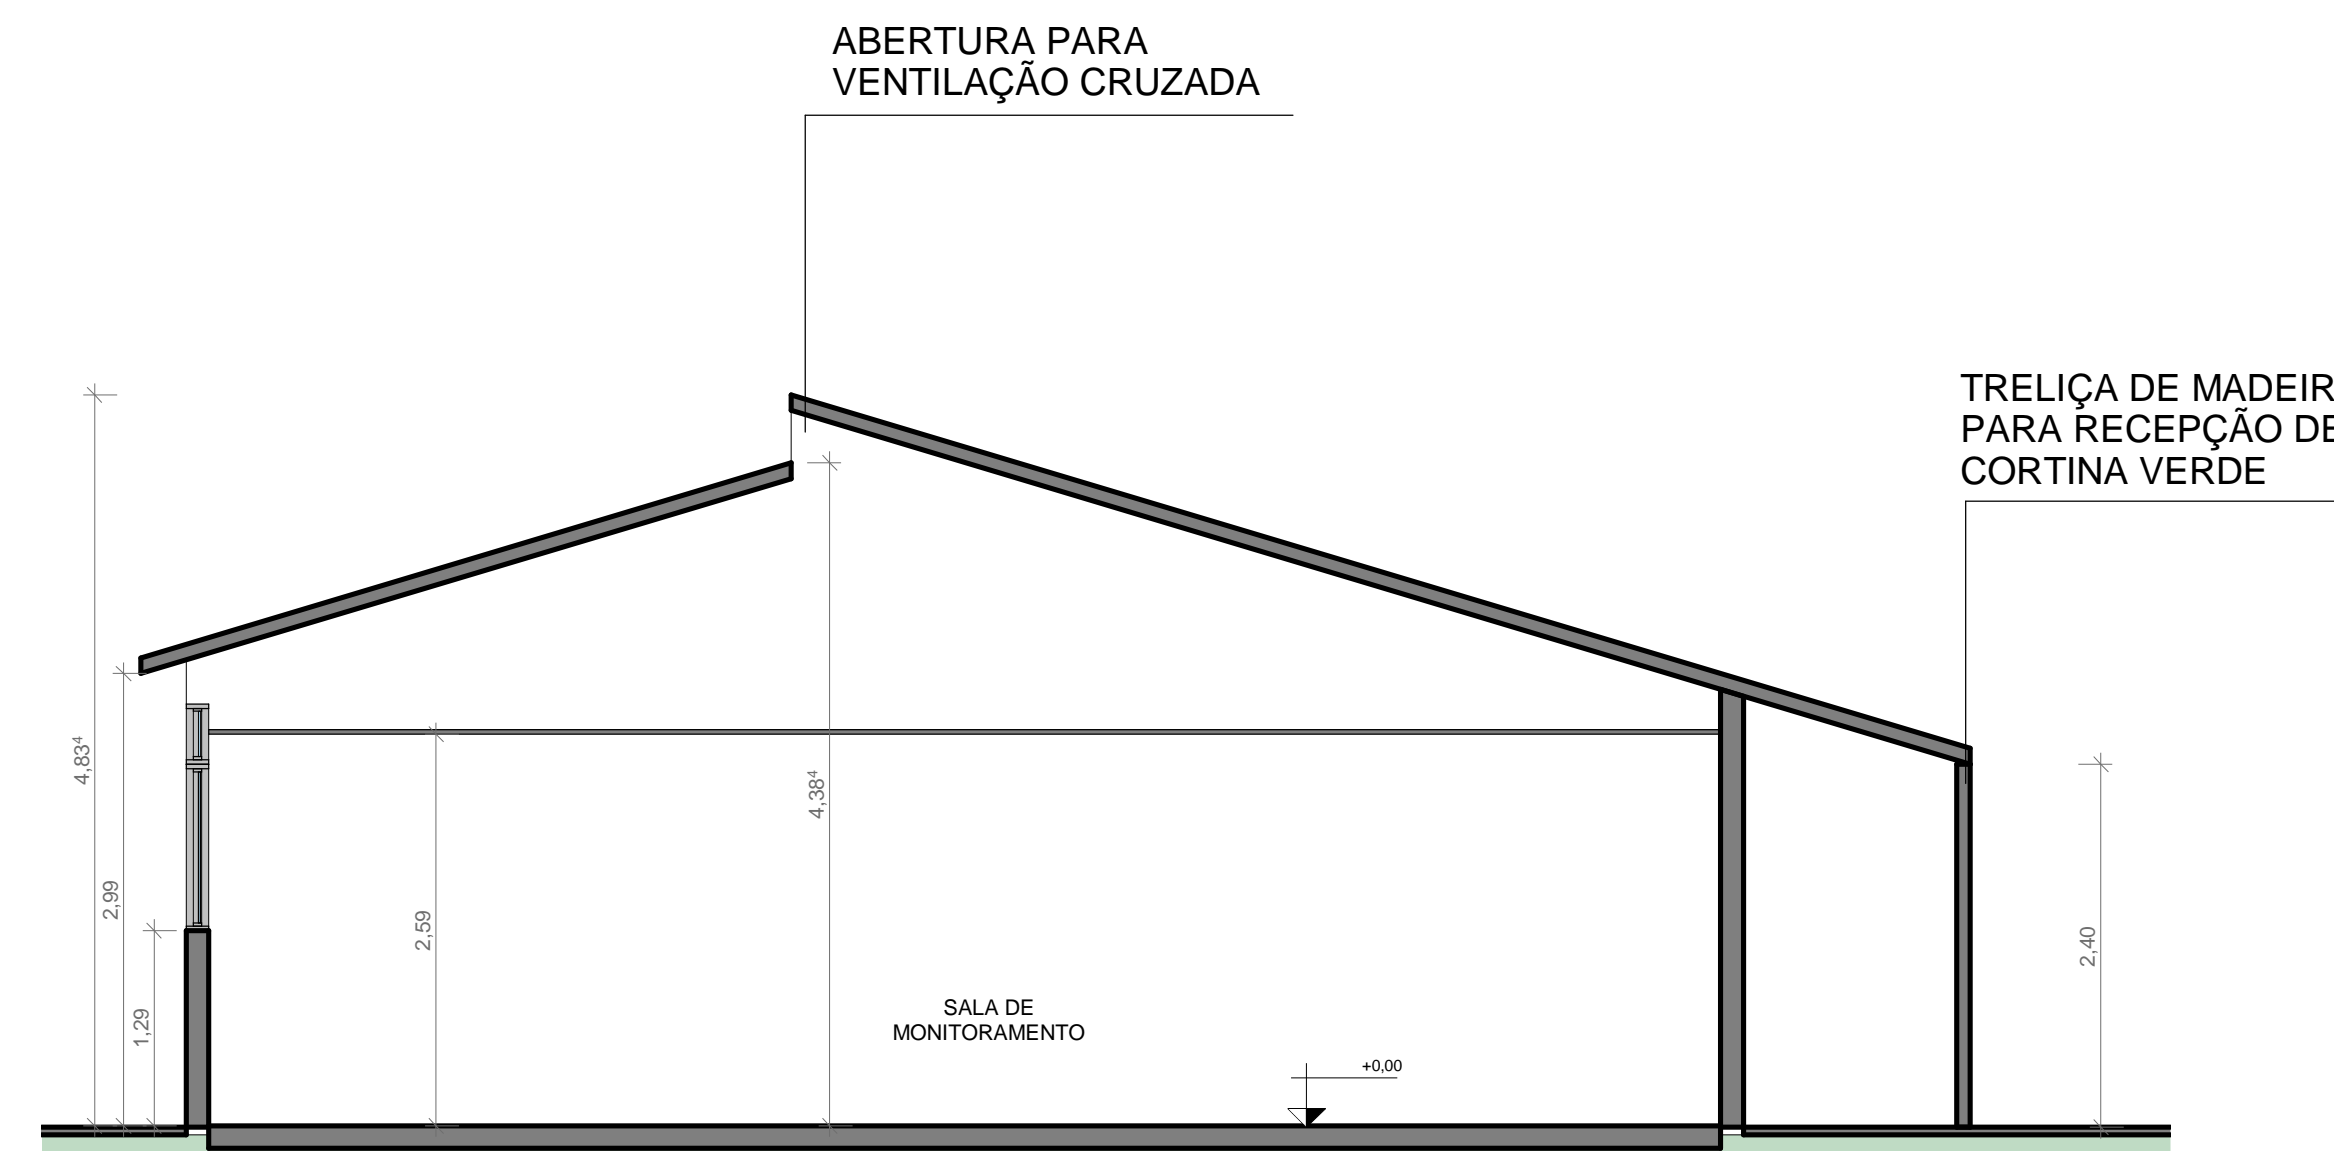 ABERTURA PARA
VENTILAÇÃO CRUZADA
TRELIÇA DE MADEIR
PARA RECEPÇÃO DE
CORTINA VERDE
4,83⁴
2,99
1,29
2,59
4,38⁴
2,40
SALA DE
MONITORAMENTO
+0,00